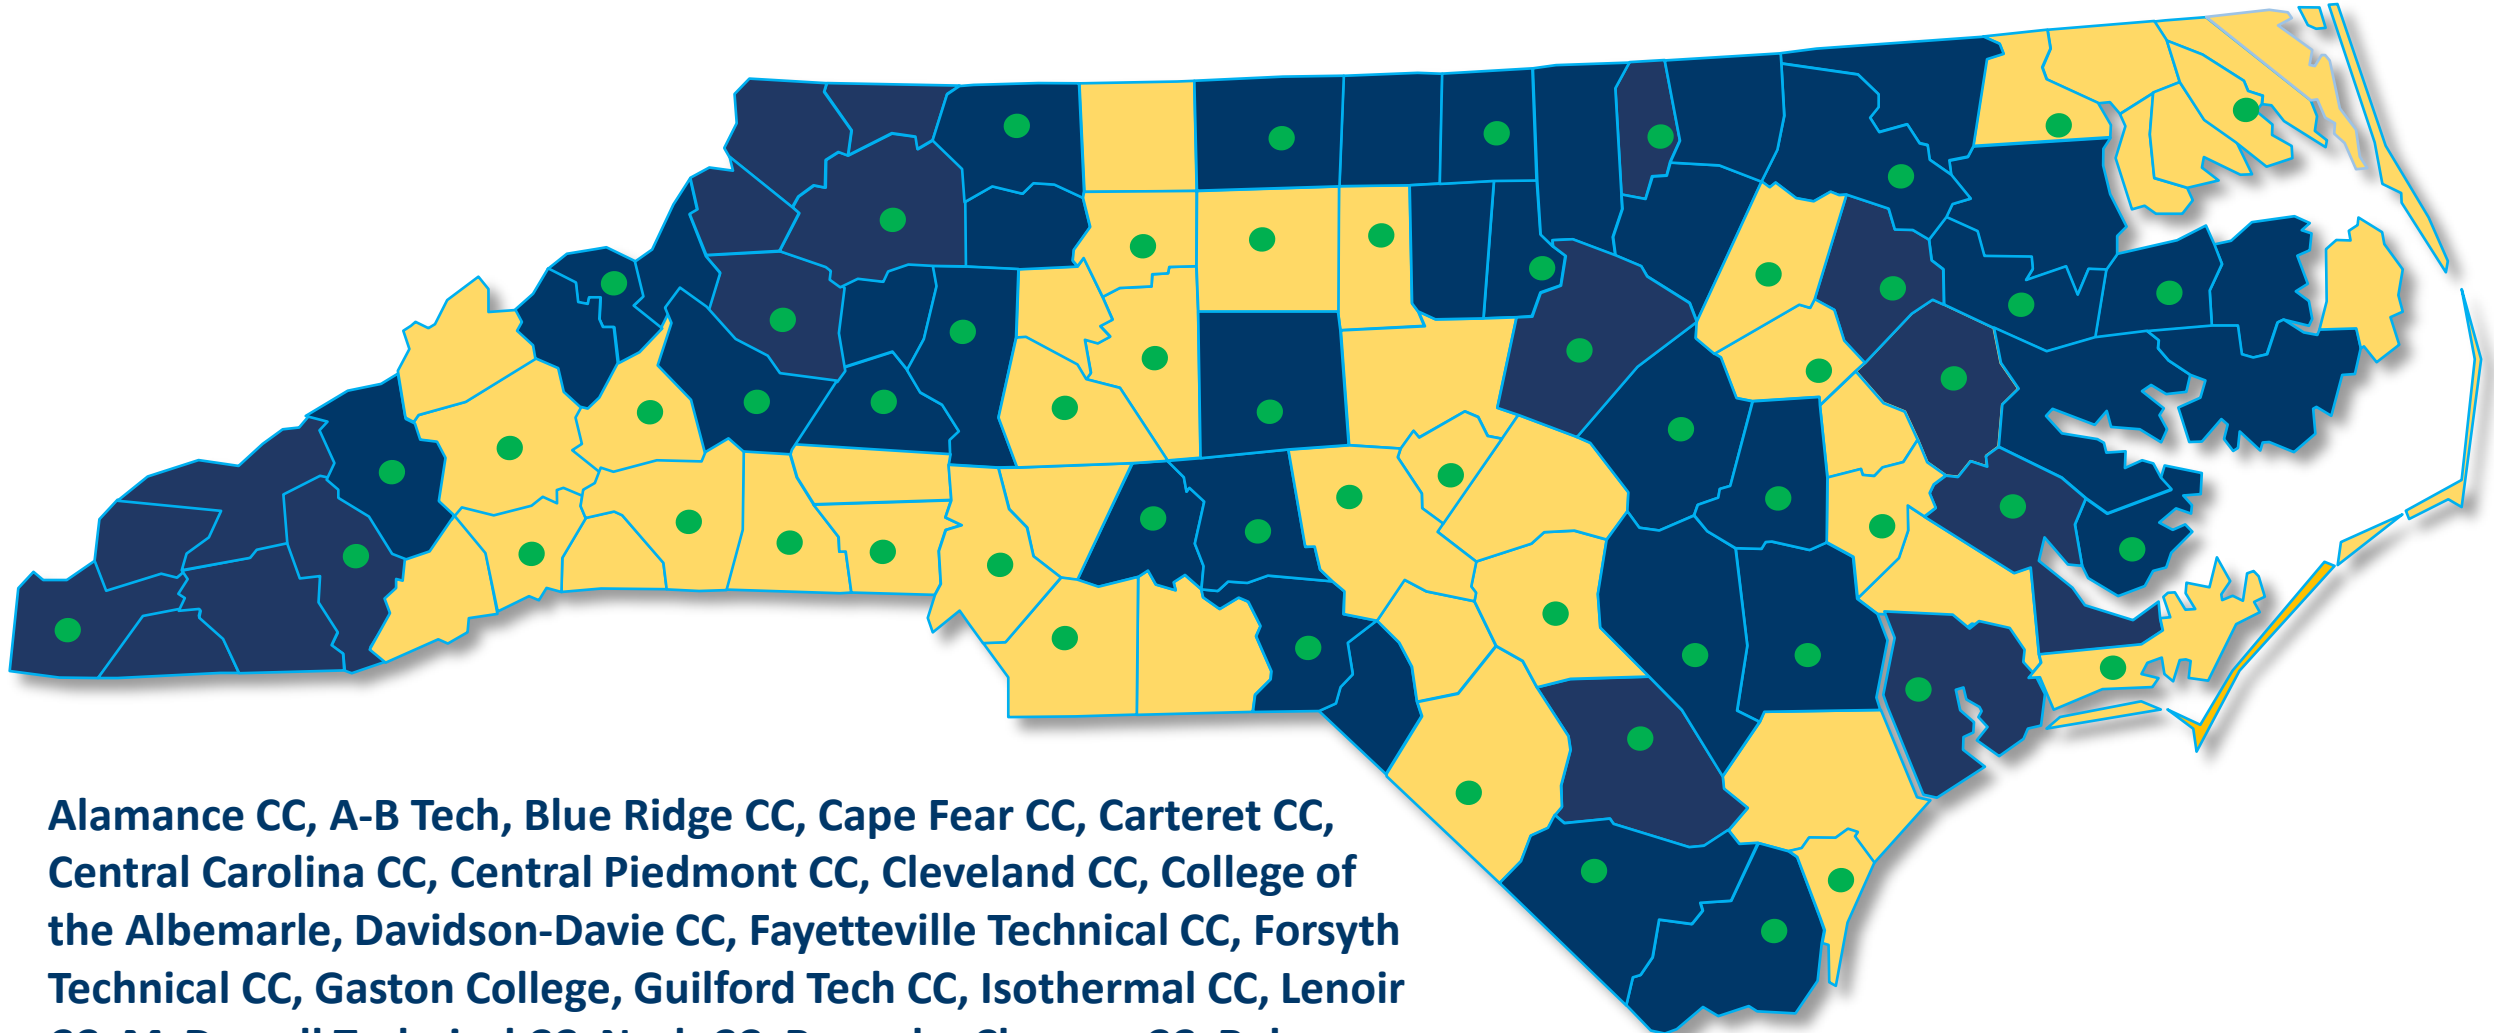 Alamance CC, A-B Tech, Blue Ridge CC, Cape Fear CC, Carteret CC,
Central Carolina CC, Central Piedmont CC, Cleveland CC, College of
the Albemarle, Davidson-Davie CC, Fayetteville Technical CC, Forsyth
Technical CC, Gaston College, Guilford Tech CC, Isothermal CC, Lenoir